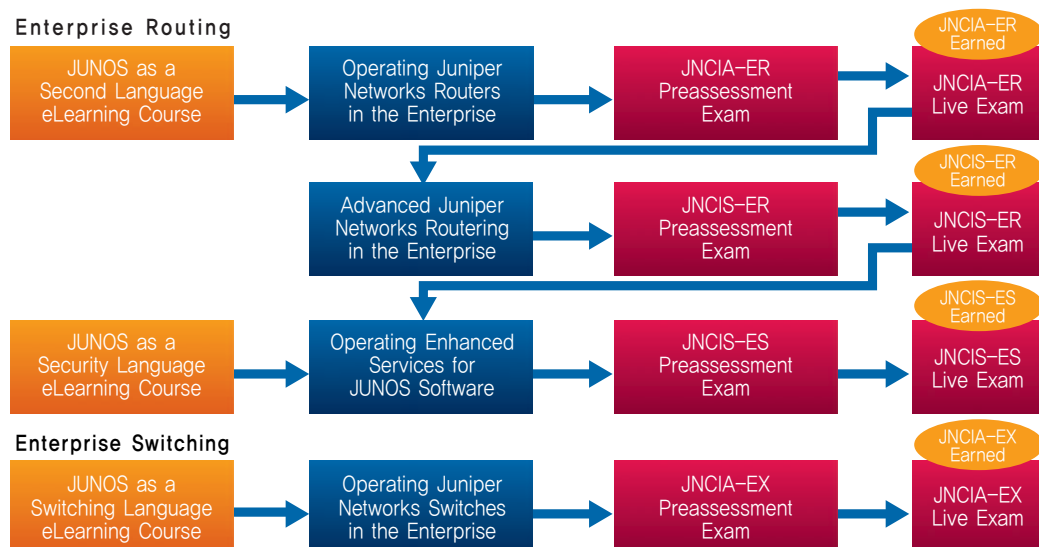 Enterprise Routing
JUNOS as a
Second Language
eLearning Course
Operating Juniper
Networks Routers
in the Enterprise
JNCIA-ER
Preassessment
Exam
JNCIA-ER
Earned
JNCIA-ER
Live Exam
Advanced Juniper
Networks Routering
in the Enterprise
JNCIS-ER
Preassessment
Exam
JNCIS-ER
Earned
JNCIS-ER
Live Exam
JUNOS as a
Security Language
eLearning Course
Operating Enhanced
Services for
JUNOS Software
JNCIS-ES
Preassessment
Exam
JNCIS-ES
Earned
JNCIS-ES
Live Exam
Enterprise Switching
JUNOS as a
Switching Language
eLearning Course
Operating Juniper
Networks Switches
in the Enterprise
JNCIA-EX
Preassessment
Exam
JNCIA-EX
Earned
JNCIA-EX
Live Exam